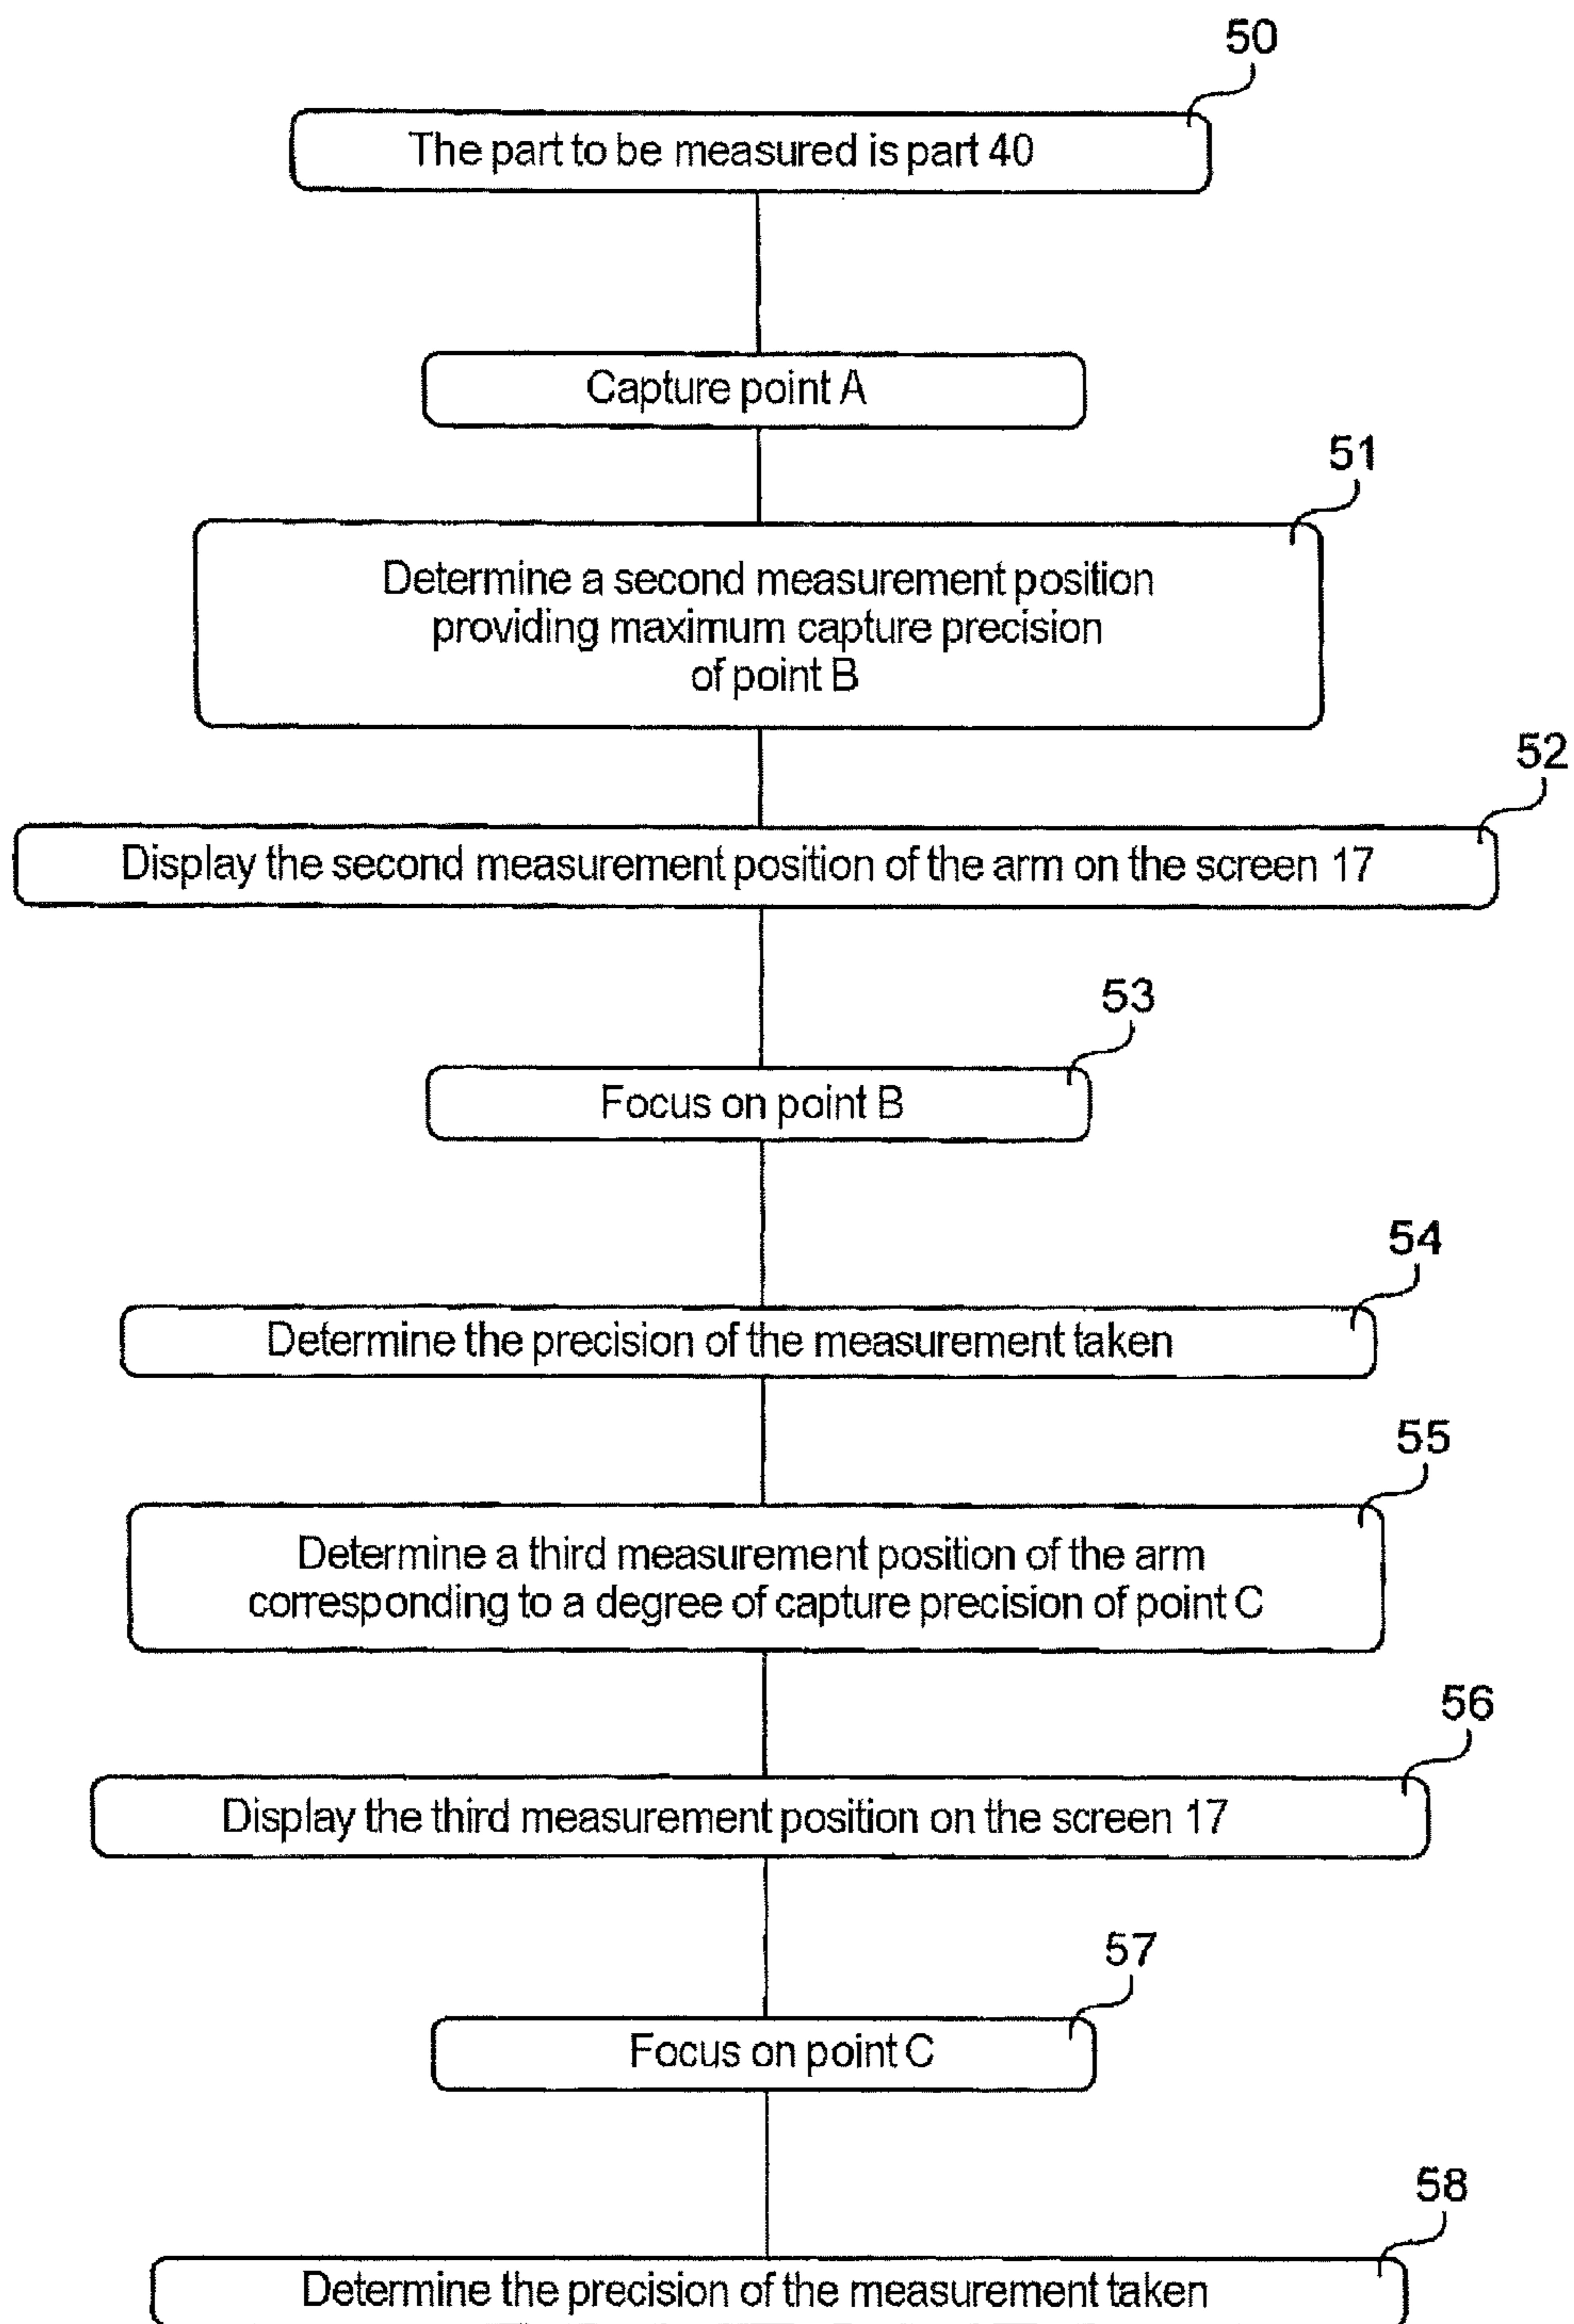 50
The part to be measured is part 40
Capture point A
51
Determine a second measurement position
providing maximum capture precision
of point B
52
Display the second measurement position of the arm on the screen 17
53
Focus on point B
54
Determine the precision of the measurement taken
55
Determine a third measurement position of the arm
corresponding to a degree of capture precision of point C
56
Display the third measurement position on the screen 17
57
Focus on point C
58
Determine the precision of the measurement taken